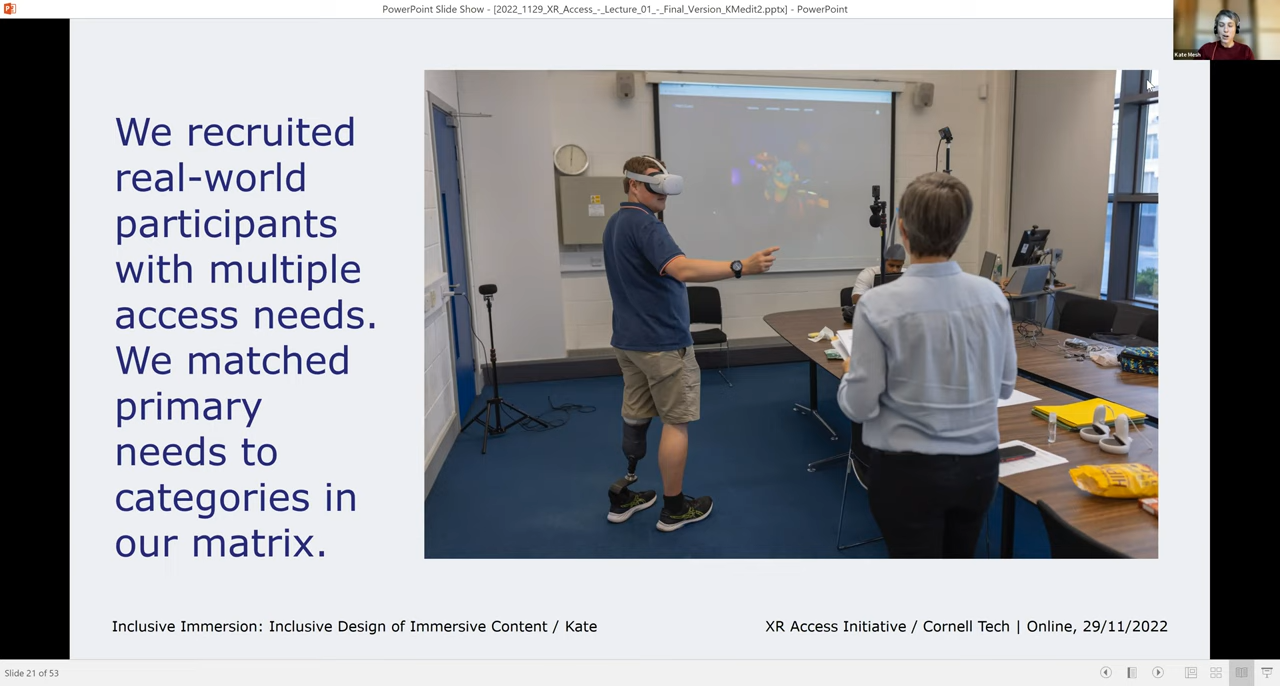 PowerPoint Slide Show - [2022_1129_XR_Access_-_Lecture_01_-_Final_Version_KMedit2.pptx] - PowerPoint
Kate Mesh
We recruited
real-world
participants
with multiple
access needs.
We matched
primary
needs to
categories in
our matrix.
Inclusive Immersion: Inclusive Design of Immersive Content / Kate
XR Access Initiative / Cornell Tech | Online, 29/11/2022
Slide 21 of 53